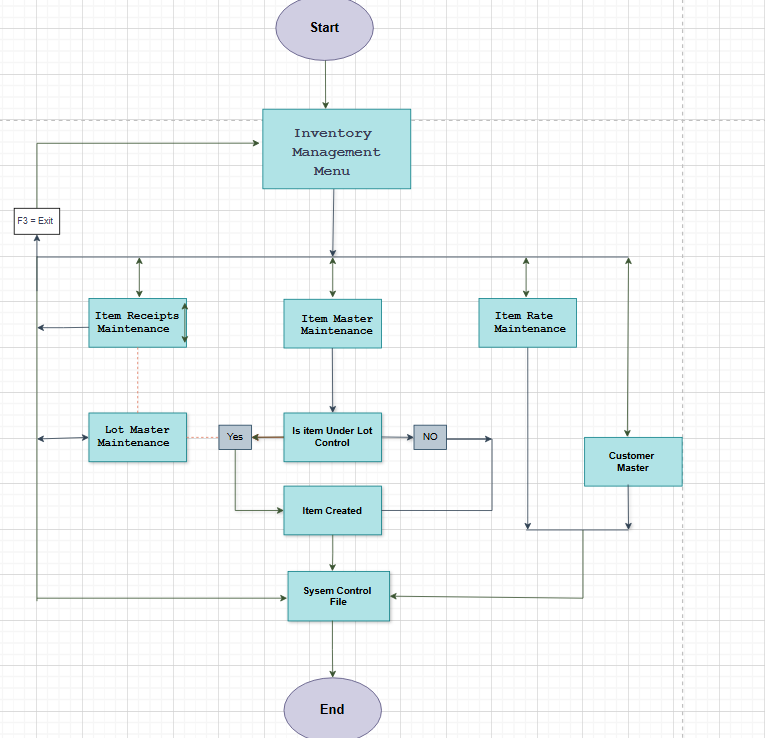 Start
Inventory
Management
Menu
F3 = Exit
Item Receipts
Maintenance
Item Master
Maintenance
Item Rate
Maintenance
Lot Master
Maintenance
Yes
Is item Under Lot
Control
NO
Customer
Master
Item Created
Sysem Control
File
End